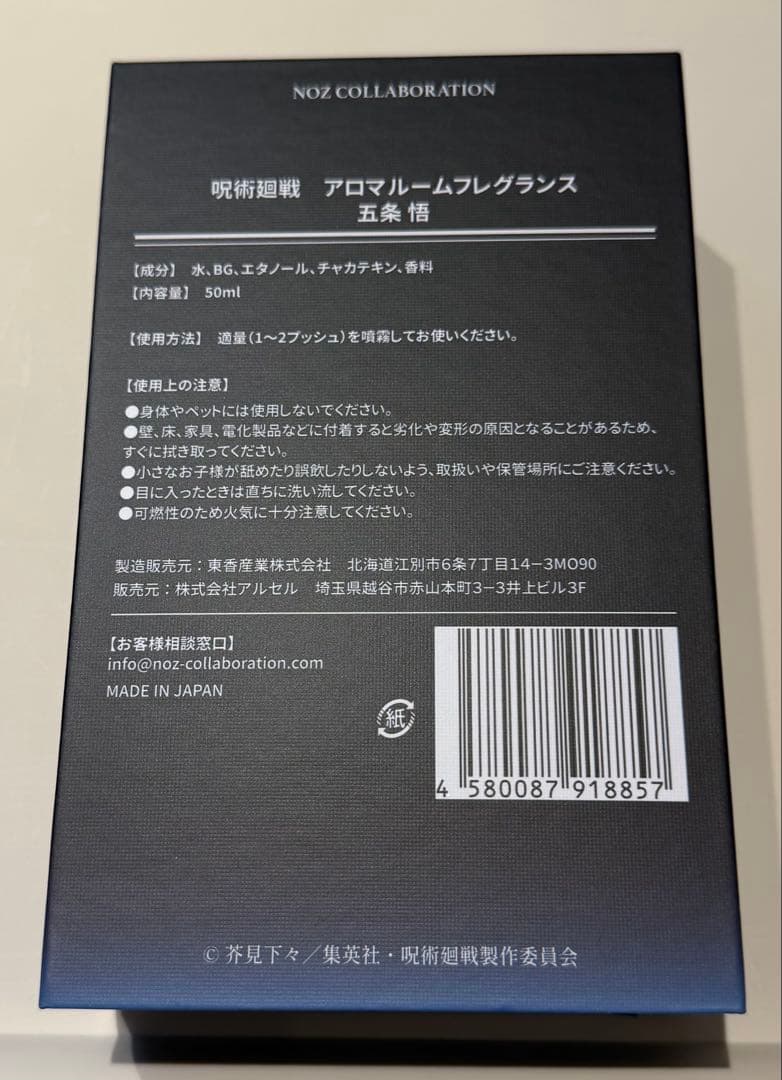 NOZ COLLABORATION
呪術廻戦　アロマルームフレグランス
五条 悟
【成分】　水、BG、エタノール、チャカテキン、香料
【内容量】　50ml
【使用方法】　適量（1〜2プッシュ）を噴霧してお使いください。
【使用上の注意】
●身体やペットには使用しないでください。
●壁、床、家具、電化製品などに付着すると劣化や変形の原因となることがあるため、
すぐに拭き取ってください。
●小さなお子様が舐めたり誤飲したりしないよう、取扱いや保管場所にご注意ください。
●目に入ったときは直ちに洗い流してください。
●可燃性のため火気に十分注意してください。
製造販売元：東香産業株式会社　北海道江別市6条7丁目14−3MO90
販売元：株式会社アルセル　埼玉県越谷市赤山本町3−3井上ビル3F
【お客様相談窓口】
info@noz-collaboration.com
MADE IN JAPAN
紙
4 580087 918857
© 芥見下々／集英社・呪術廻戦製作委員会